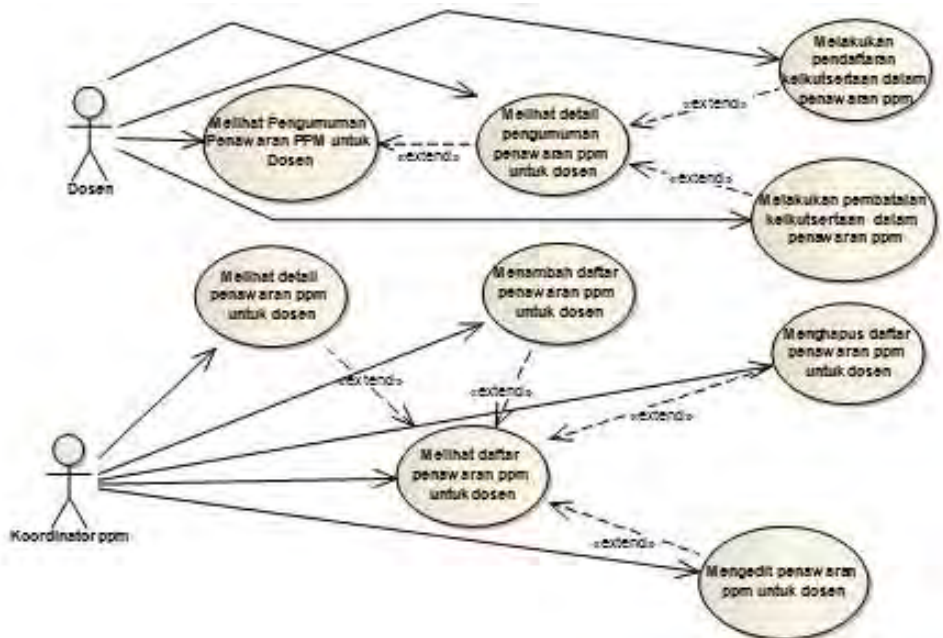 Melakukan
pendaftaran
keikutsertaan dalam
penawaran ppm
«extend»
Melihat Pengumuman
Penawaran PPM untuk
Dosen
«extend»
Melihat detail
pengumuman
penawaran ppm
untuk dosen
«extend»
Dosen
Melakukan pembatalan
keikutsertaan dalam
penawaran ppm
Melihat detail
penawaran ppm
untuk dosen
Menambah daftar
penawaran ppm
untuk dosen
Menghapus daftar
penawaran ppm
untuk dosen
«extend»
«extend»
«extend»
Melihat daftar
penawaran ppm
untuk dosen
Koordinator ppm
«extend»
Mengedit penawaran
ppm untuk dosen